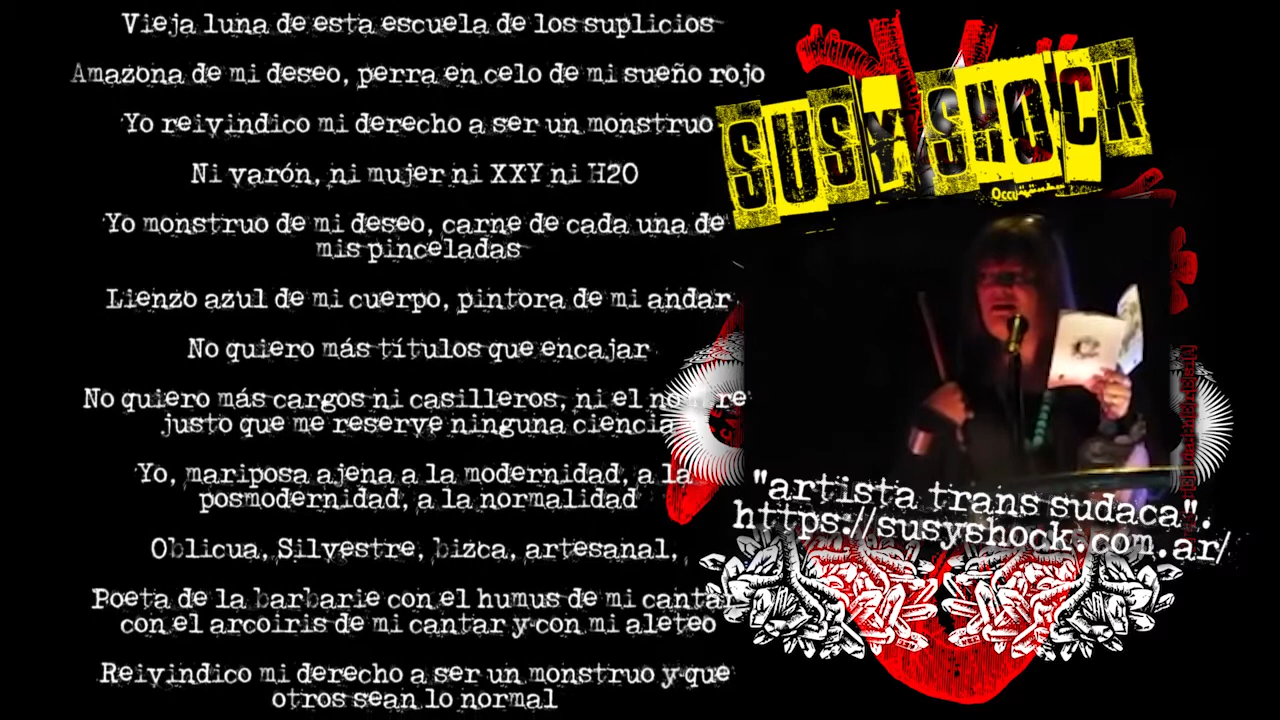 Vieja luna de esta escuela de los suplicios
Amazona de mi deseo, perra en celo de mi sueño rojo
Yo reivindico mi derecho a ser un monstruo
Ni varón, ni mujer ni XXY ni H2O
Yo monstruo de mi deseo, carne de cada una de
mis pinceladas
Lienzo azul de mi cuerpo, pintora de mi andar
No quiero más títulos que encajar
No quiero más cargos ni casilleros, ni el
justo que me reserve ninguna ciencia
Yo, mariposa ajena a la modernidad, a la
posmodernidad, a la normalidad
Oblicua, Silvestre, bizca, artesanal,
Poeta de la barbarie con el humus de mi cantar
con el arcoiris de mi cantar y con mi aleteo
Reivindico mi derecho a ser un monstruo y que
otros sean lo normal
SUSY SHOCK
"artista trans sudaca".
https://susyshock.com.ar/